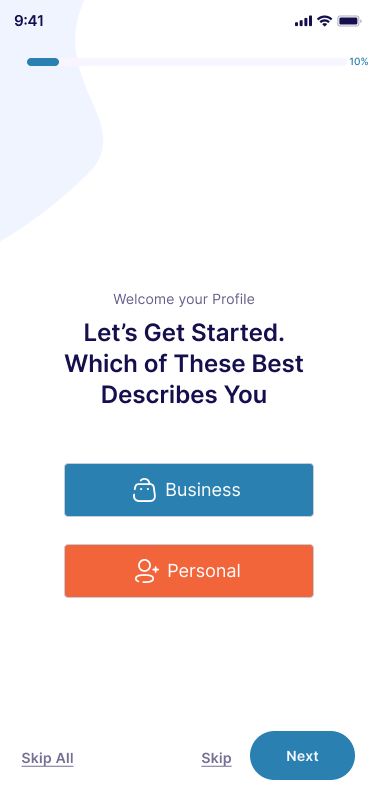 9:41
10%
Welcome your Profile
Let’s Get Started.
Which of These Best
Describes You
Business
Personal
Skip All
Skip
Next